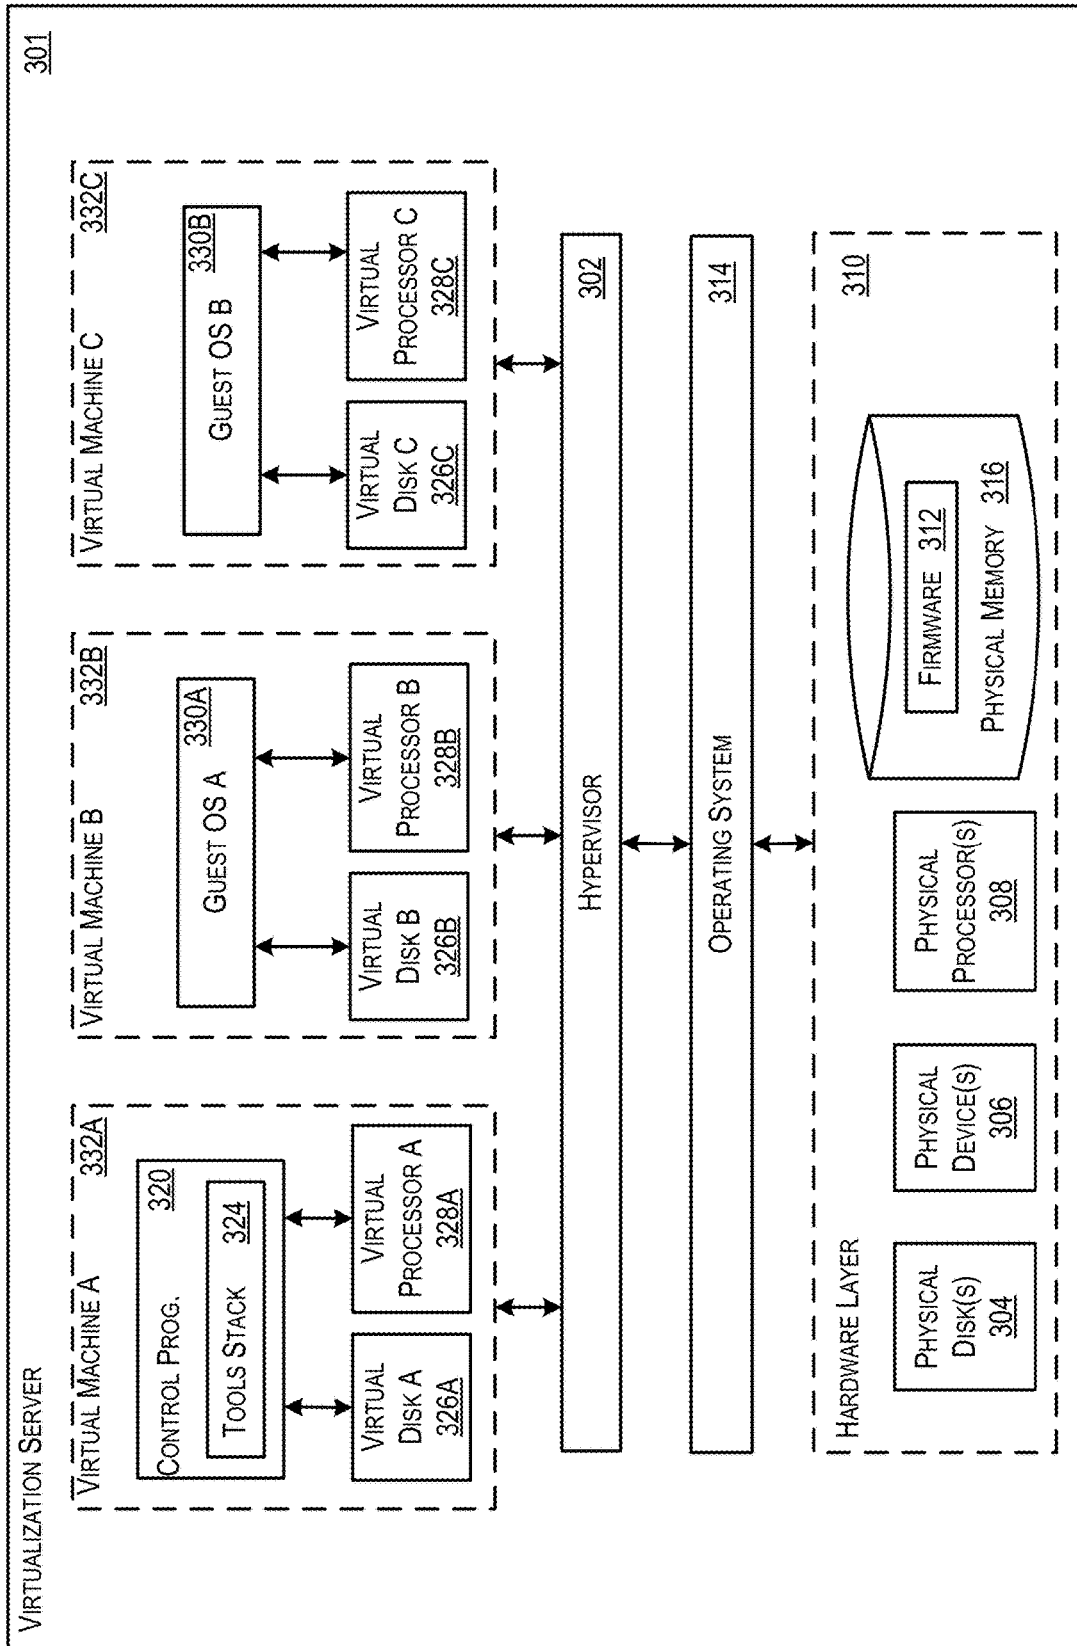 VIRTUALIZATION SERVER
301
VIRTUAL MACHINE A
332A
CONTROL PROG.
320
TOOLS STACK
324
VIRTUAL
DISK A
326A
VIRTUAL
PROCESSOR A
328A
VIRTUAL MACHINE B
332B
GUEST OS A
330A
VIRTUAL
DISK B
326B
VIRTUAL
PROCESSOR B
328B
VIRTUAL MACHINE C
332C
GUEST OS B
330B
VIRTUAL
DISK C
326C
VIRTUAL
PROCESSOR C
328C
HYPERVISOR
302
OPERATING SYSTEM
314
HARDWARE LAYER
310
PHYSICAL
DISK(S)
304
PHYSICAL
DEVICE(S)
306
PHYSICAL
PROCESSOR(S)
308
FIRMWARE 312
PHYSICAL MEMORY 316